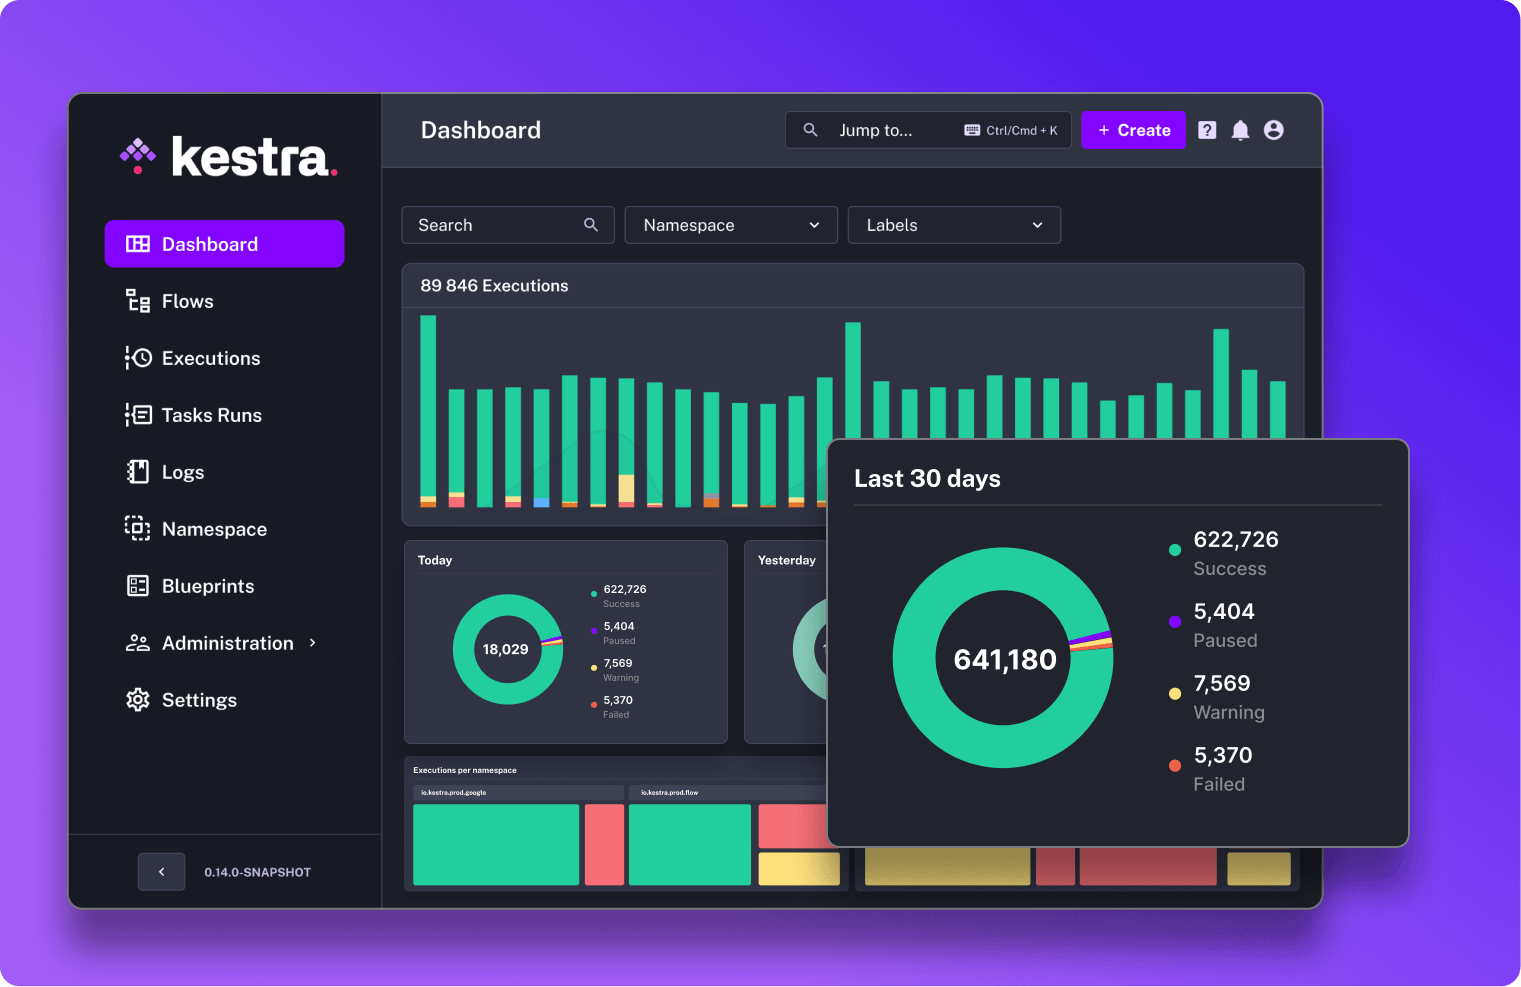 kestra.
Dashboard
Flows
Executions
Tasks Runs
Logs
Namespace
Blueprints
Administration
Settings
0.14.0-SNAPSHOT
Dashboard
Jump to...
Ctrl/Cmd + K
+ Create
?
Search
Namespace
Labels
89 846 Executions
Today
18,029
622,726
Success
5,404
Paused
7,569
Warning
5,370
Failed
Yesterday
Executions per namespace
io.kestra.prod.google
io.kestra.prod.flow
Last 30 days
641,180
622,726
Success
5,404
Paused
7,569
Warning
5,370
Failed